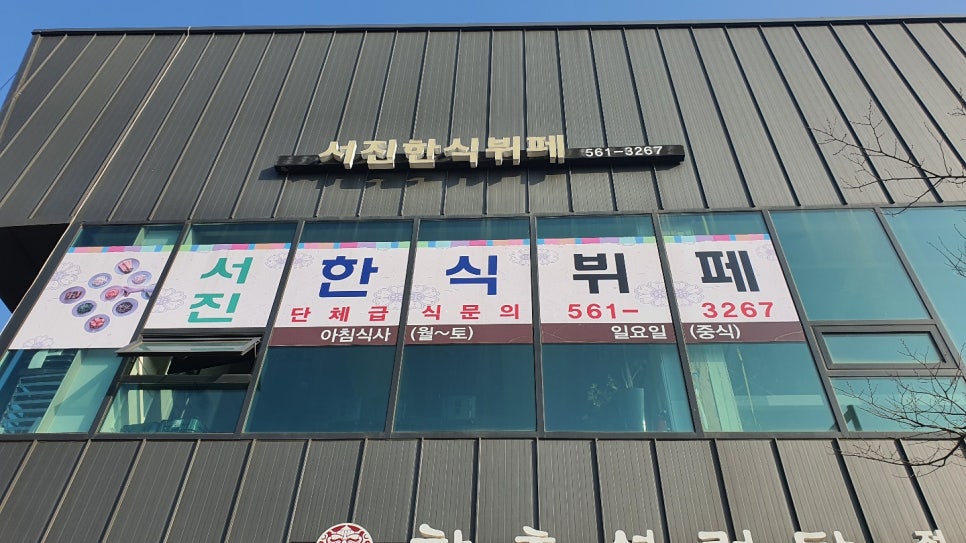 서진한식뷔페 561-3267
서진 한식뷔페
단체급식문의 561-3267
아침식사 (월~토) 일요일 (중식)